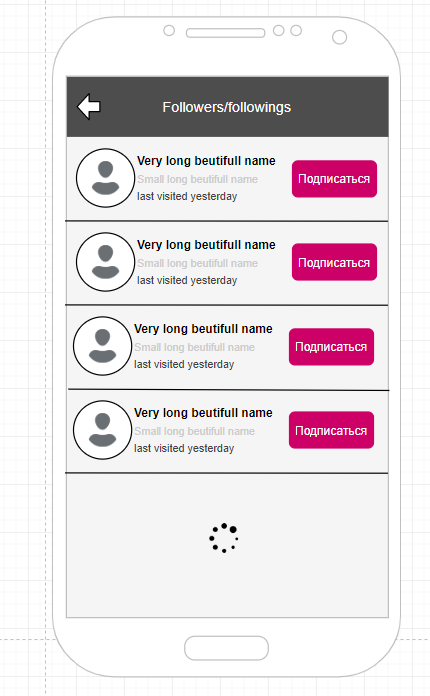 Followers/followings
Very long beutifull name
Small long beutifull name
last visited yesterday
Подписаться
Very long beutifull name
Small long beutifull name
last visited yesterday
Подписаться
Very long beutifull name
Small long beutifull name
last visited yesterday
Подписаться
Very long beutifull name
Small long beutifull name
last visited yesterday
Подписаться